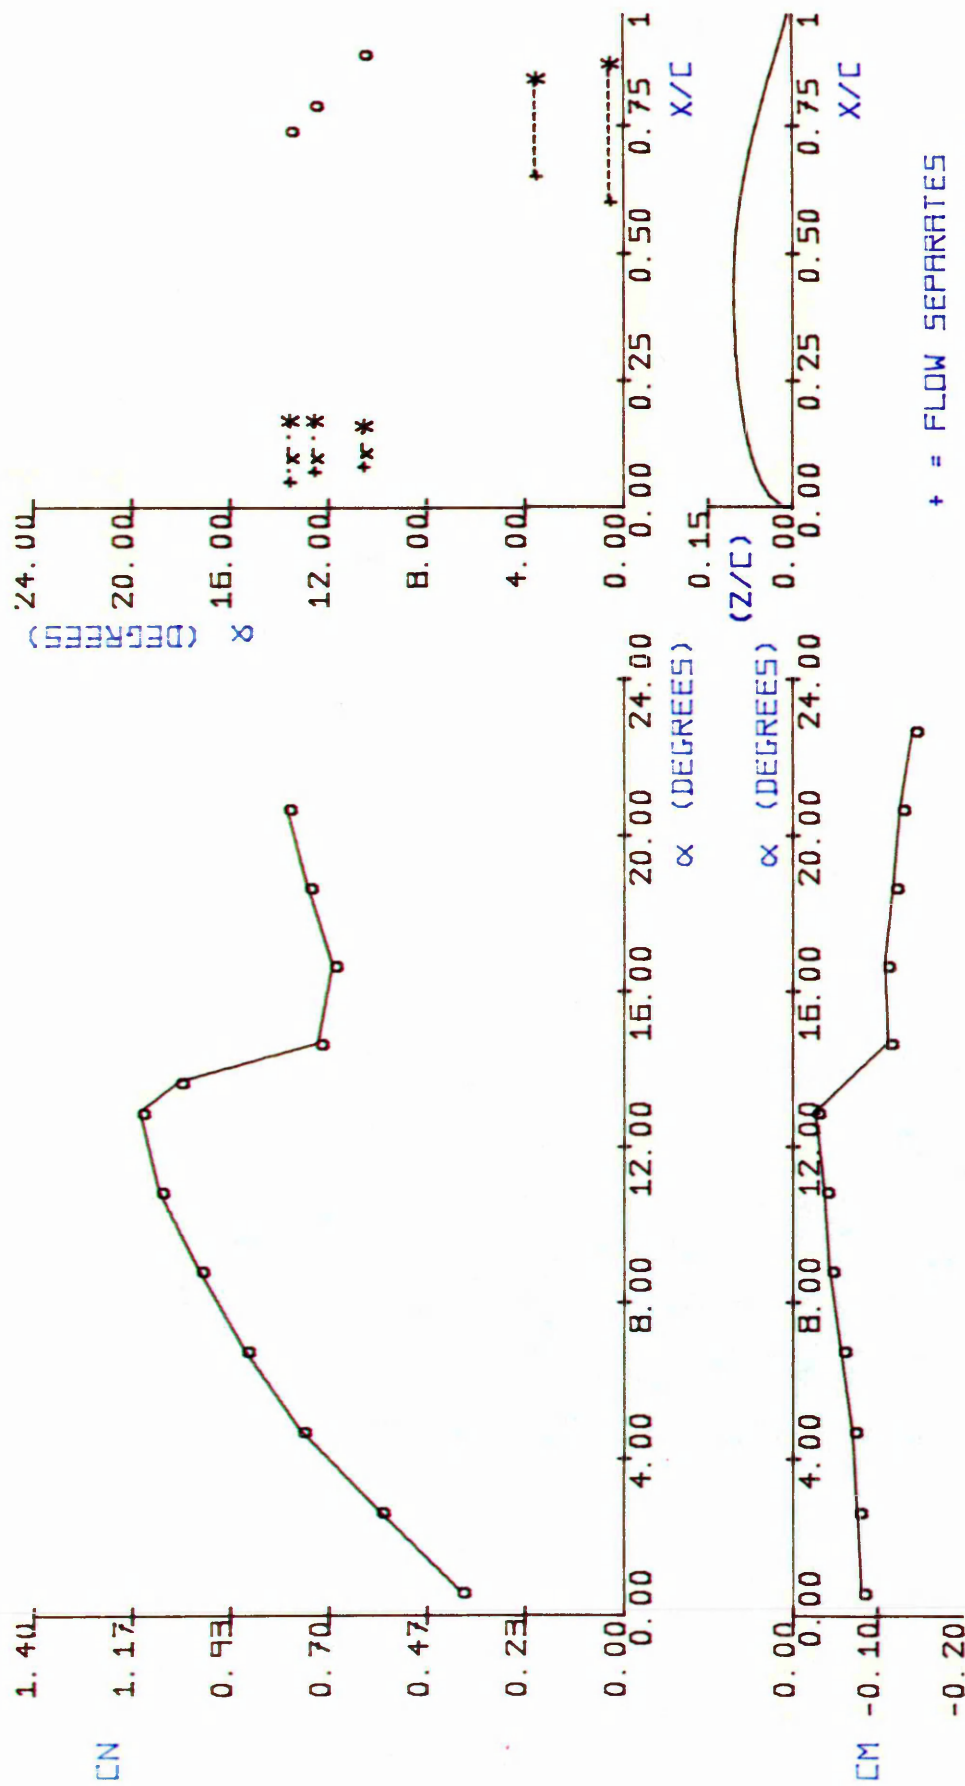 CN
1.40
1.17
0.93
0.70
0.47
0.23
0.00
0.00 4.00 8.00 12.00 16.00 20.00 24.00
α (DEGREES)
CM
0.00
-0.10
-0.20
0.00 4.00 8.00 12.00 16.00 20.00 24.00
α (DEGREES)
α
(DEGREES)
24.00
20.00
16.00
12.00
8.00
4.00
0.00
0.00 0.25 0.50 0.75 1
X/C
0.15
(Z/C)
0.00
0.00 0.25 0.50 0.75 1
X/C
+ = FLOW SEPARATES